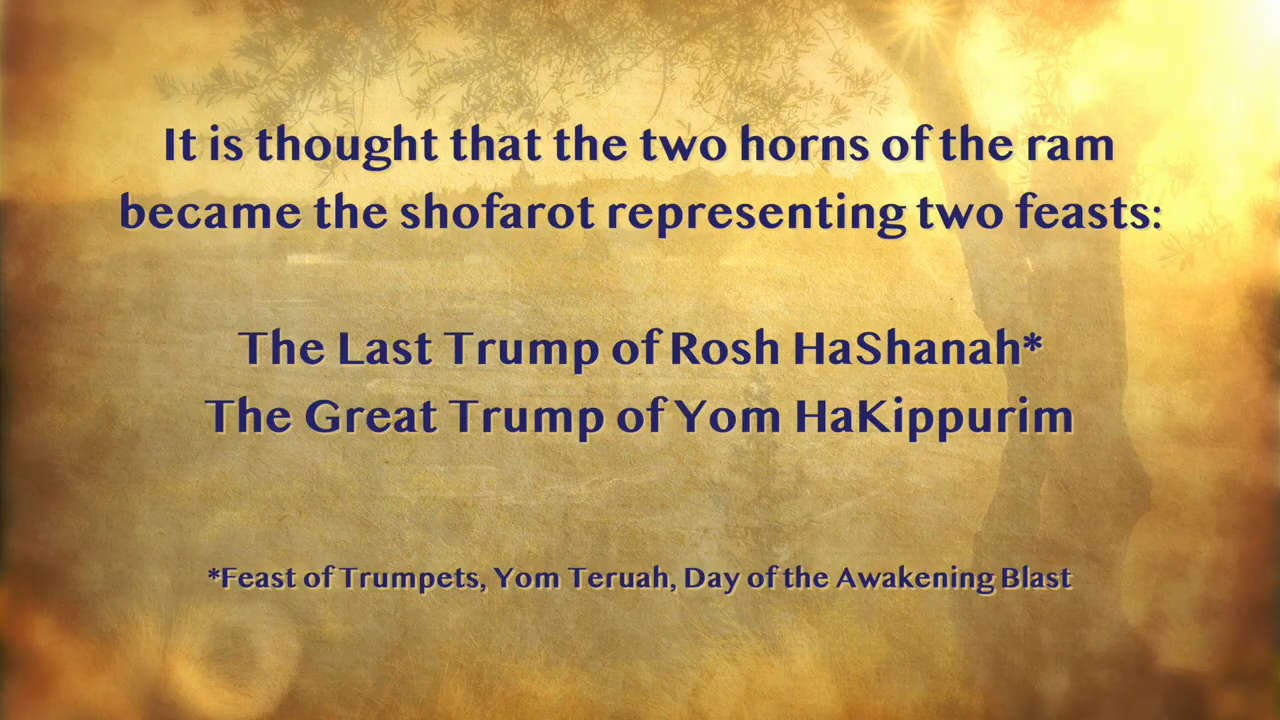 It is thought that the two horns of the ram
became the shofarot representing two feasts:
The Last Trump of Rosh HaShanah*
The Great Trump of Yom HaKippurim
*Feast of Trumpets, Yom Teruah, Day of the Awakening Blast